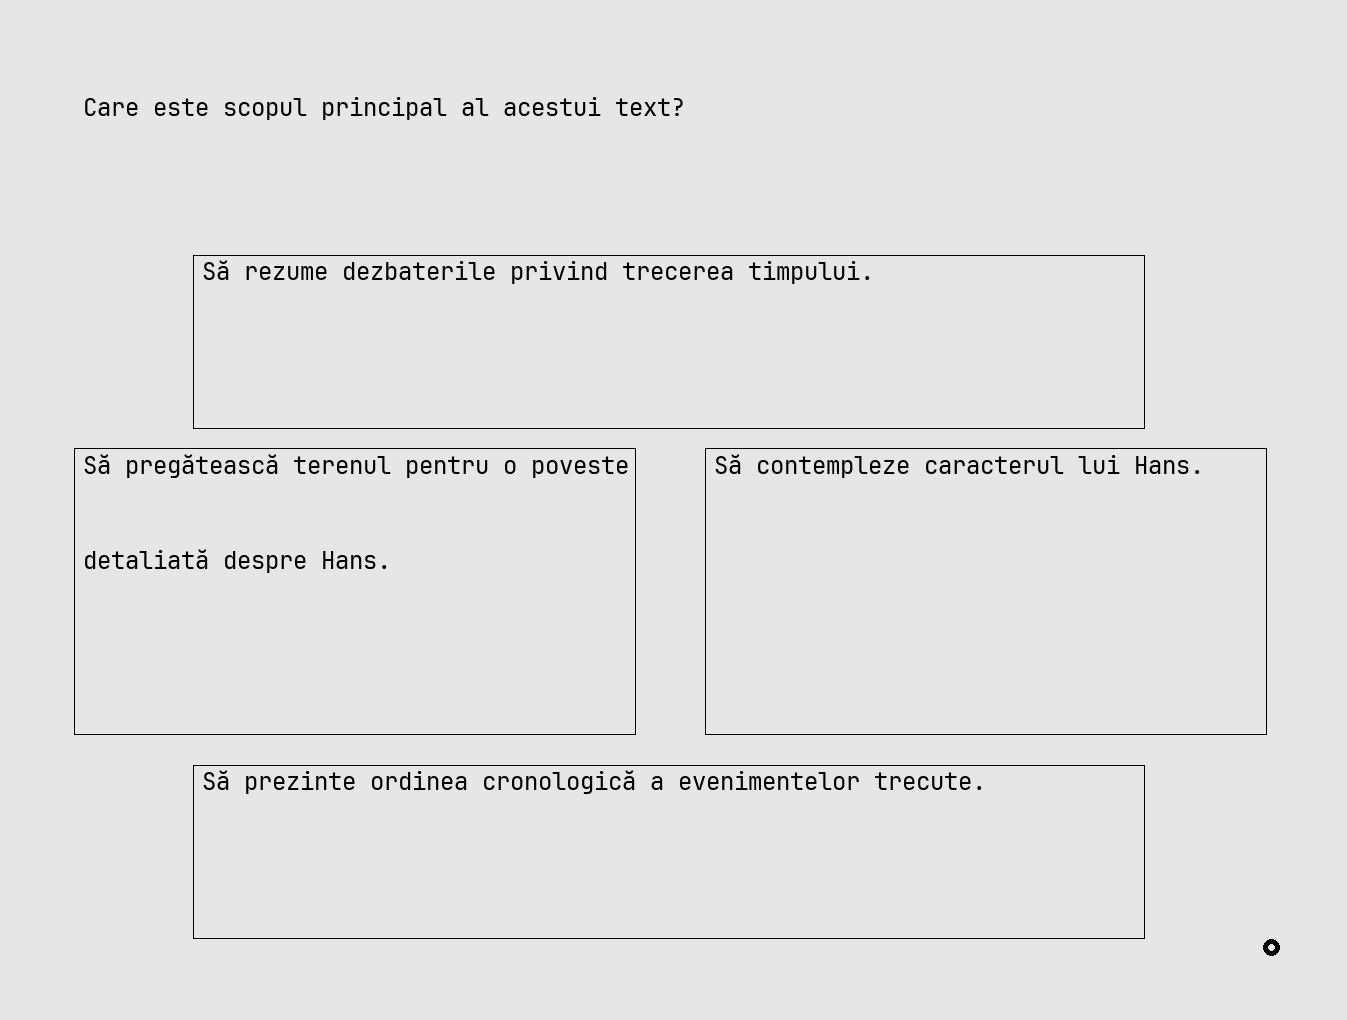 Care este scopul principal al acestui text?
Să rezume dezbaterile privind trecerea timpului.
Să pregătească terenul pentru o poveste
detaliată despre Hans.
Să contempleze caracterul lui Hans.
Să prezinte ordinea cronologică a evenimentelor trecute.